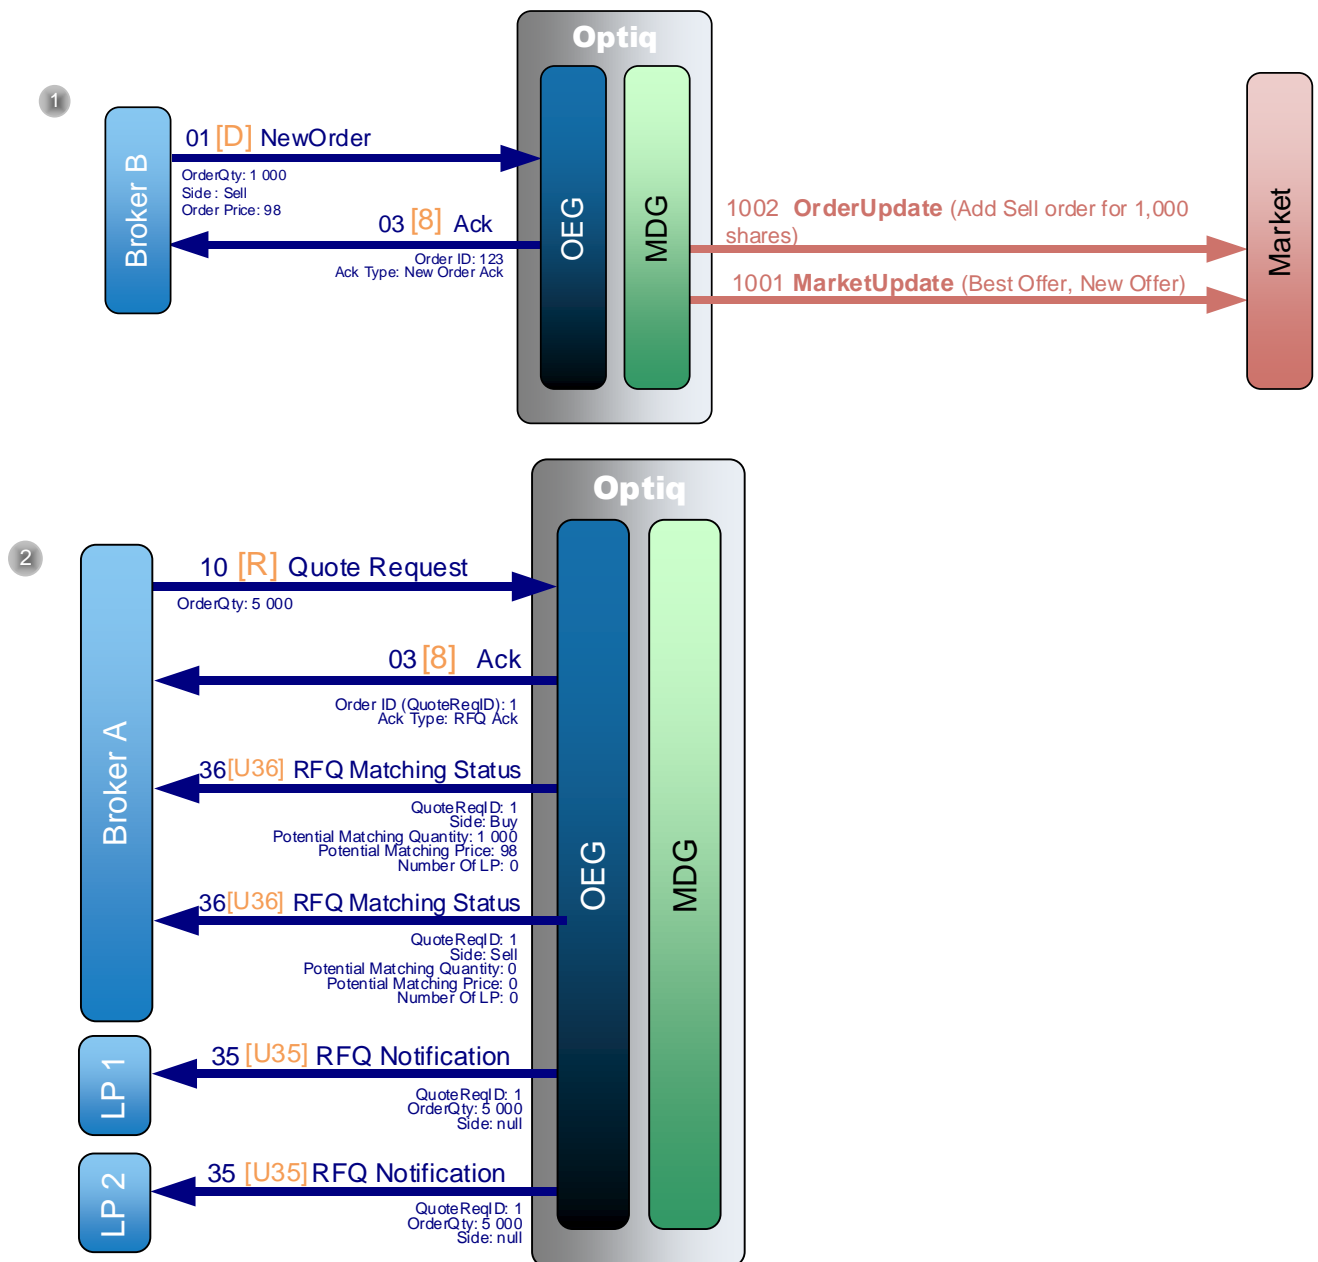 Optiq
1
01 [D] NewOrder
OrderQty: 1 000
Side : Sell
Order Price: 98
Broker B
03 [8] Ack
Order ID: 123
Ack Type: New Order Ack
OEG
MDG
1002 OrderUpdate (Add Sell order for 1,000
shares)
1001 MarketUpdate (Best Offer, New Offer)
Market
Optiq
2
10 [R] Quote Request
OrderQty: 5 000
03 [8] Ack
Order ID (QuoteReqID): 1
Ack Type: RFQ Ack
Broker A
36[U36] RFQ Matching Status
QuoteReqID: 1
Side: Buy
Potential Matching Quantity: 1 000
Potential Matching Price: 98
Number Of LP: 0
OEG
MDG
36[U36] RFQ Matching Status
QuoteReqID: 1
Side: Sell
Potential Matching Quantity: 0
Potential Matching Price: 0
Number Of LP: 0
LP 1
35 [U35] RFQ Notification
QuoteReqID: 1
OrderQty: 5 000
Side: null
LP 2
35 [U35] RFQ Notification
QuoteReqID: 1
OrderQty: 5 000
Side: null